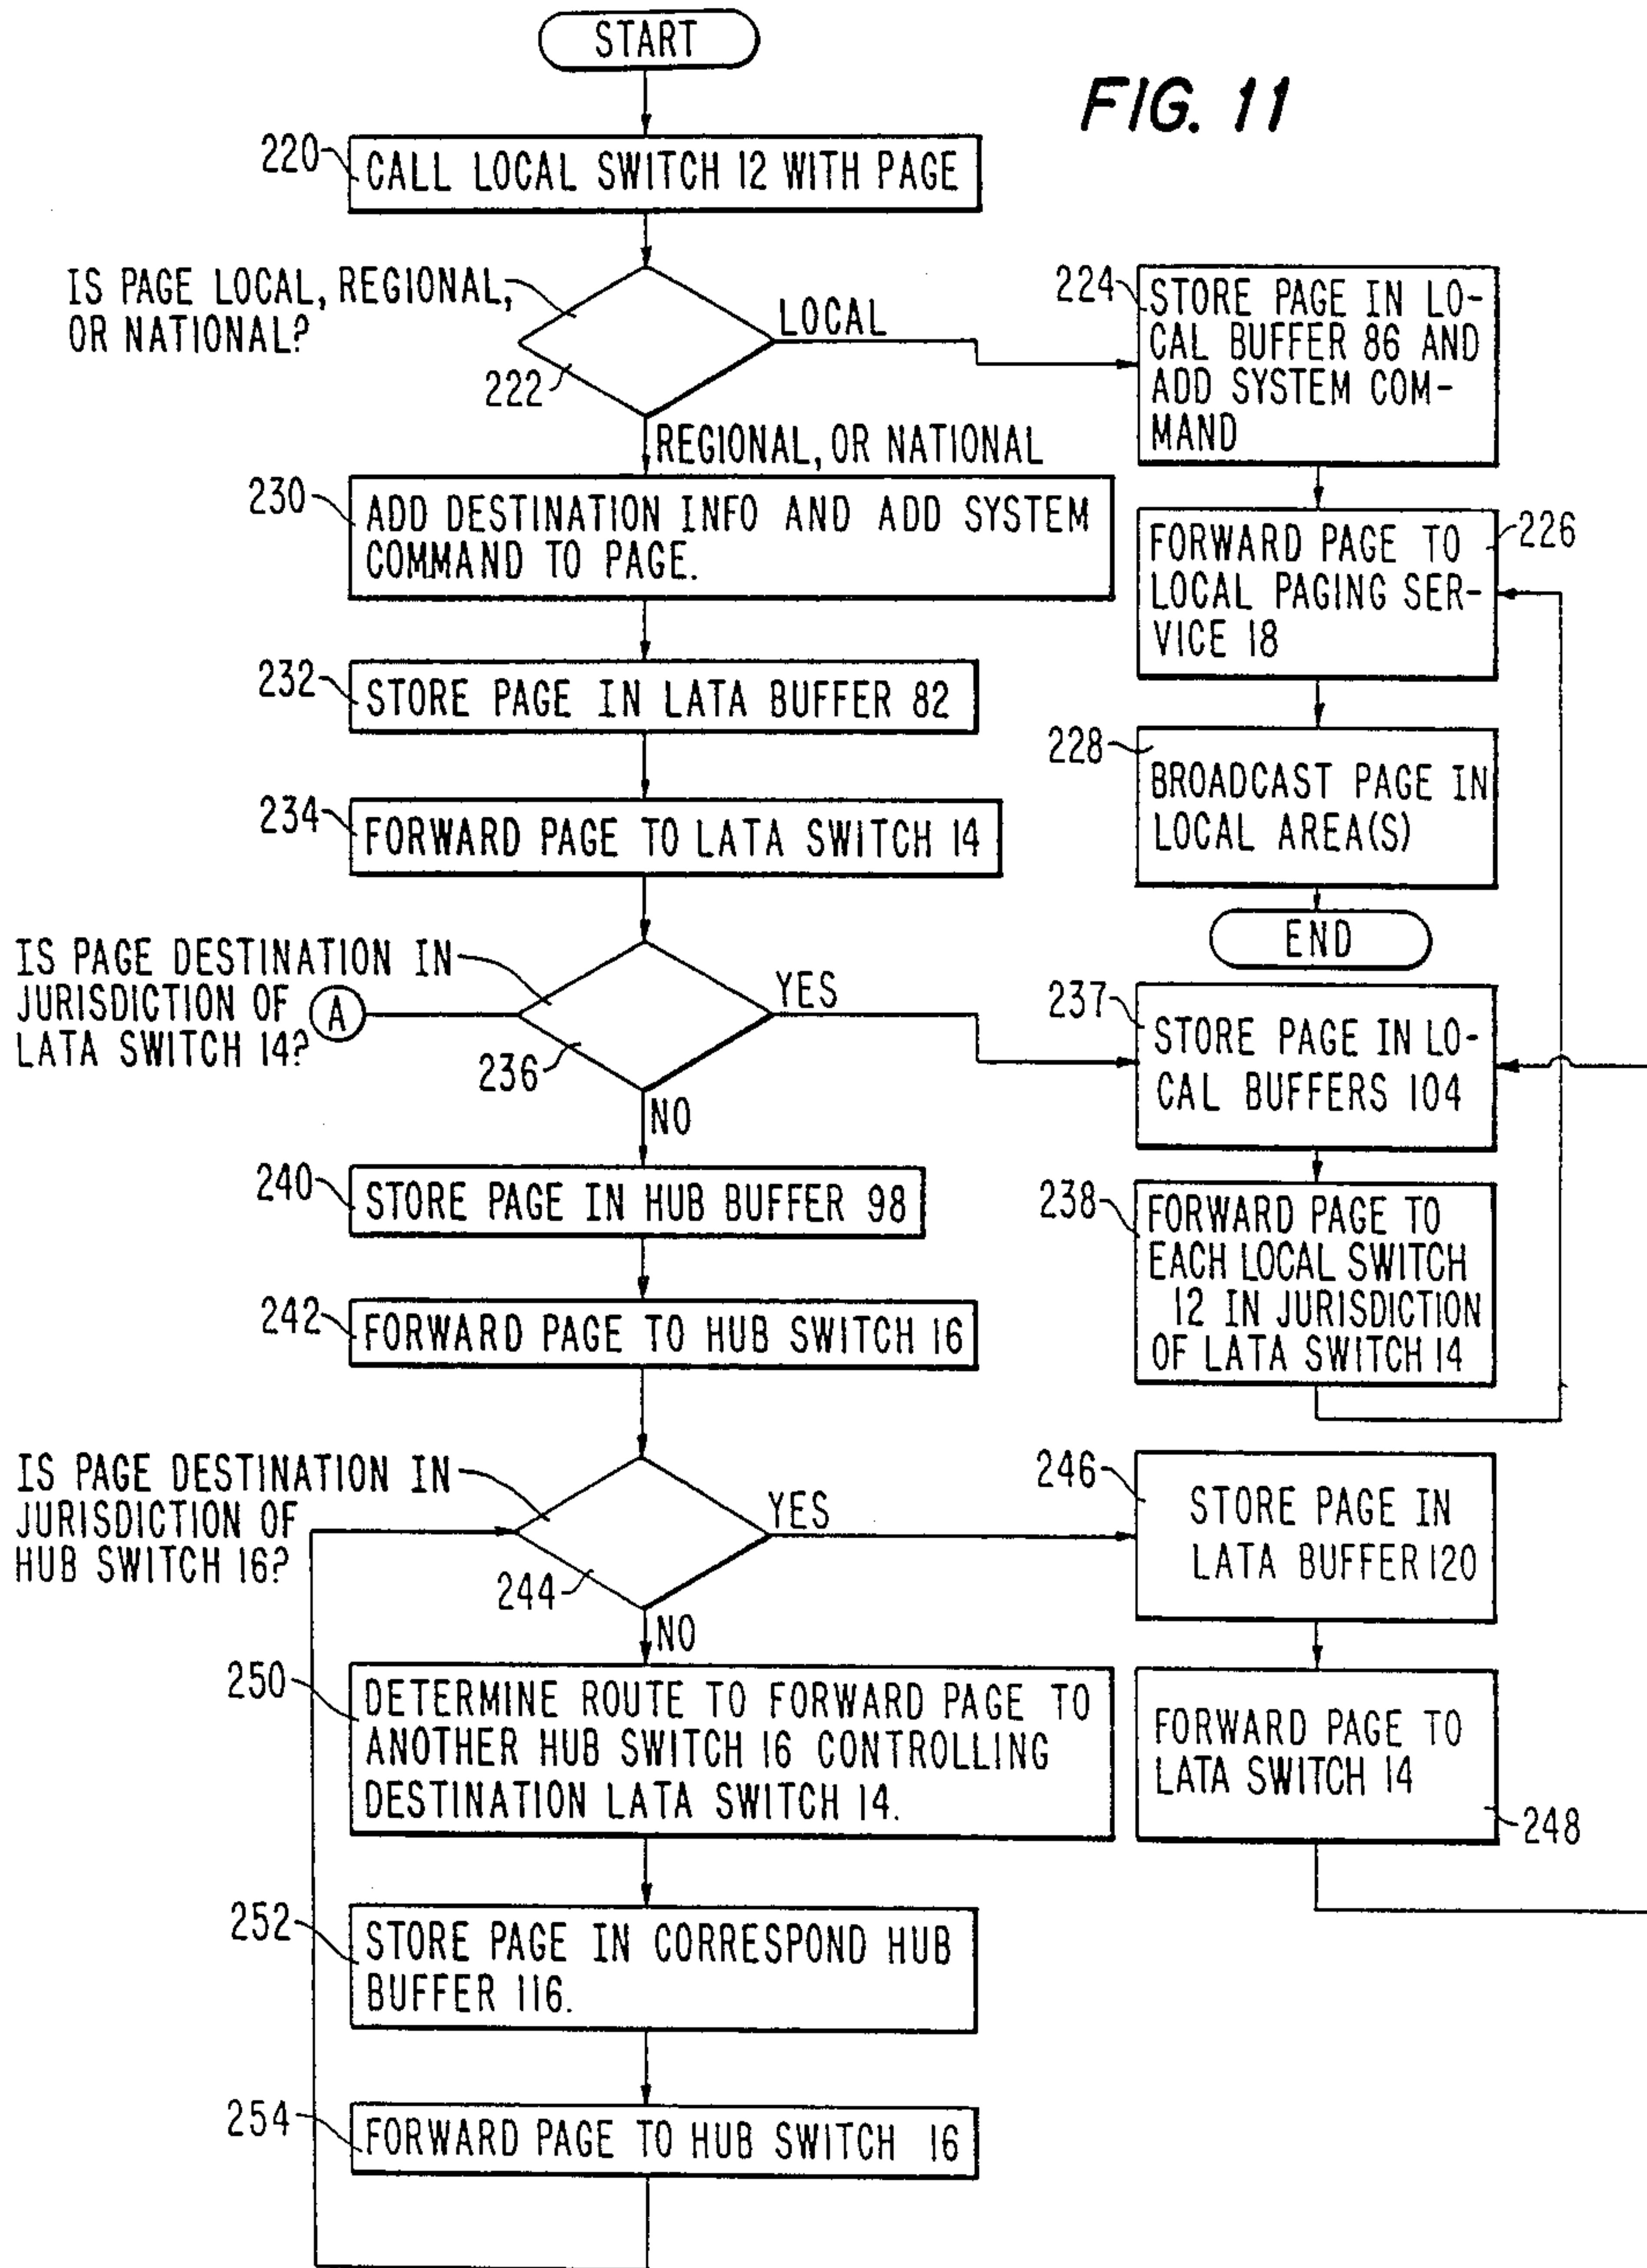 START
FIG. 11
220
CALL LOCAL SWITCH 12 WITH PAGE
IS PAGE LOCAL, REGIONAL,
OR NATIONAL?
222
LOCAL
REGIONAL, OR NATIONAL
224
STORE PAGE IN LO-
CAL BUFFER 86 AND
ADD SYSTEM COM-
MAND
226
FORWARD PAGE TO
LOCAL PAGING SER-
VICE 18
228
BROADCAST PAGE IN
LOCAL AREA(S)
END
230
ADD DESTINATION INFO AND ADD SYSTEM
COMMAND TO PAGE.
232
STORE PAGE IN LATA BUFFER 82
234
FORWARD PAGE TO LATA SWITCH 14
IS PAGE DESTINATION IN
JURISDICTION OF
LATA SWITCH 14?
A
236
YES
NO
237
STORE PAGE IN LO-
CAL BUFFERS 104
238
FORWARD PAGE TO
EACH LOCAL SWITCH
12 IN JURISDICTION
OF LATA SWITCH 14
240
STORE PAGE IN HUB BUFFER 98
242
FORWARD PAGE TO HUB SWITCH 16
IS PAGE DESTINATION IN
JURISDICTION OF
HUB SWITCH 16?
244
YES
NO
246
STORE PAGE IN
LATA BUFFER 120
FORWARD PAGE TO
LATA SWITCH 14
248
250
DETERMINE ROUTE TO FORWARD PAGE TO
ANOTHER HUB SWITCH 16 CONTROLLING
DESTINATION LATA SWITCH 14.
252
STORE PAGE IN CORRESPOND HUB
BUFFER 116.
254
FORWARD PAGE TO HUB SWITCH 16